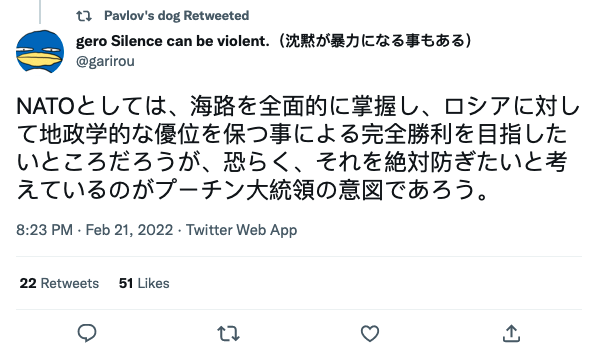 Pavlov's dog Retweeted
gero Silence can be violent.（沈黙が暴力になる事もある）
@garirou
NATOとしては、海路を全面的に掌握し、ロシアに対し
て地政学的な優位を保つ事による完全勝利を目指した
いところだろうが、恐らく、それを絶対防ぎたいと考
えているのがプーチン大統領の意図であろう。
8:23 PM · Feb 21, 2022 · Twitter Web App
22 Retweets 51 Likes